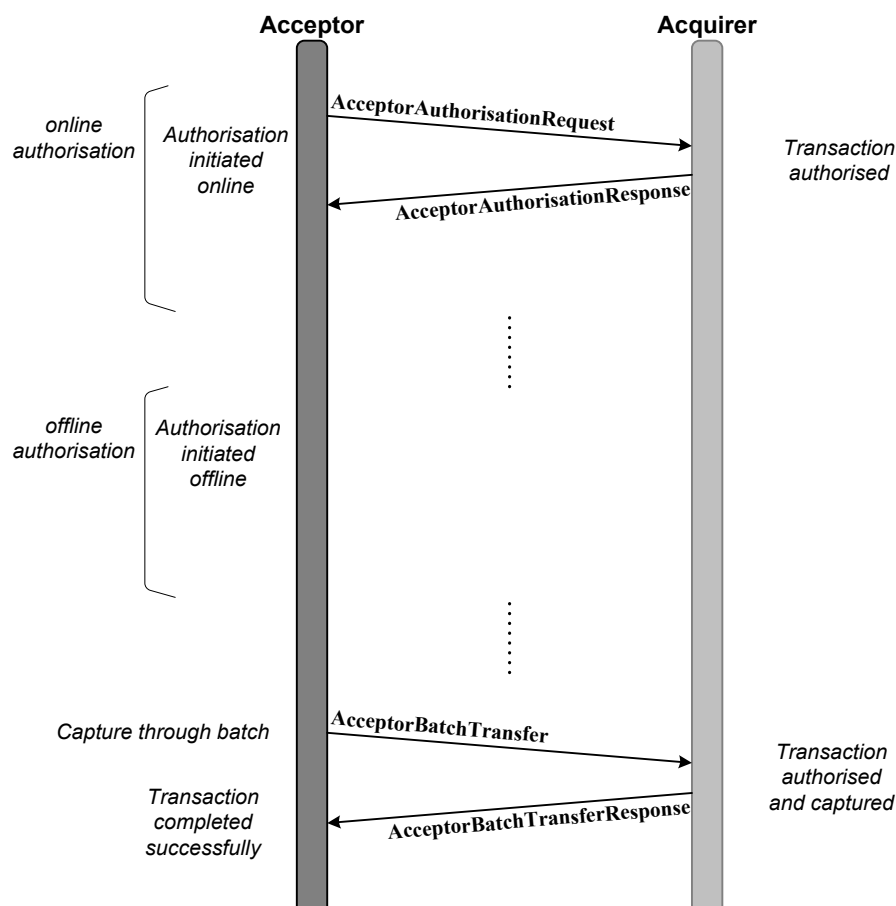 Acceptor
Acquirer
AcceptorAuthorisationRequest
online
authorisation
Authorisation
initiated
online
Transaction
authorised
AcceptorAuthorisationResponse
offline
authorisation
Authorisation
initiated
offline
AcceptorBatchTransfer
Capture through batch
Transaction
authorised
and captured
Transaction
completed
successfully
AcceptorBatchTransferResponse